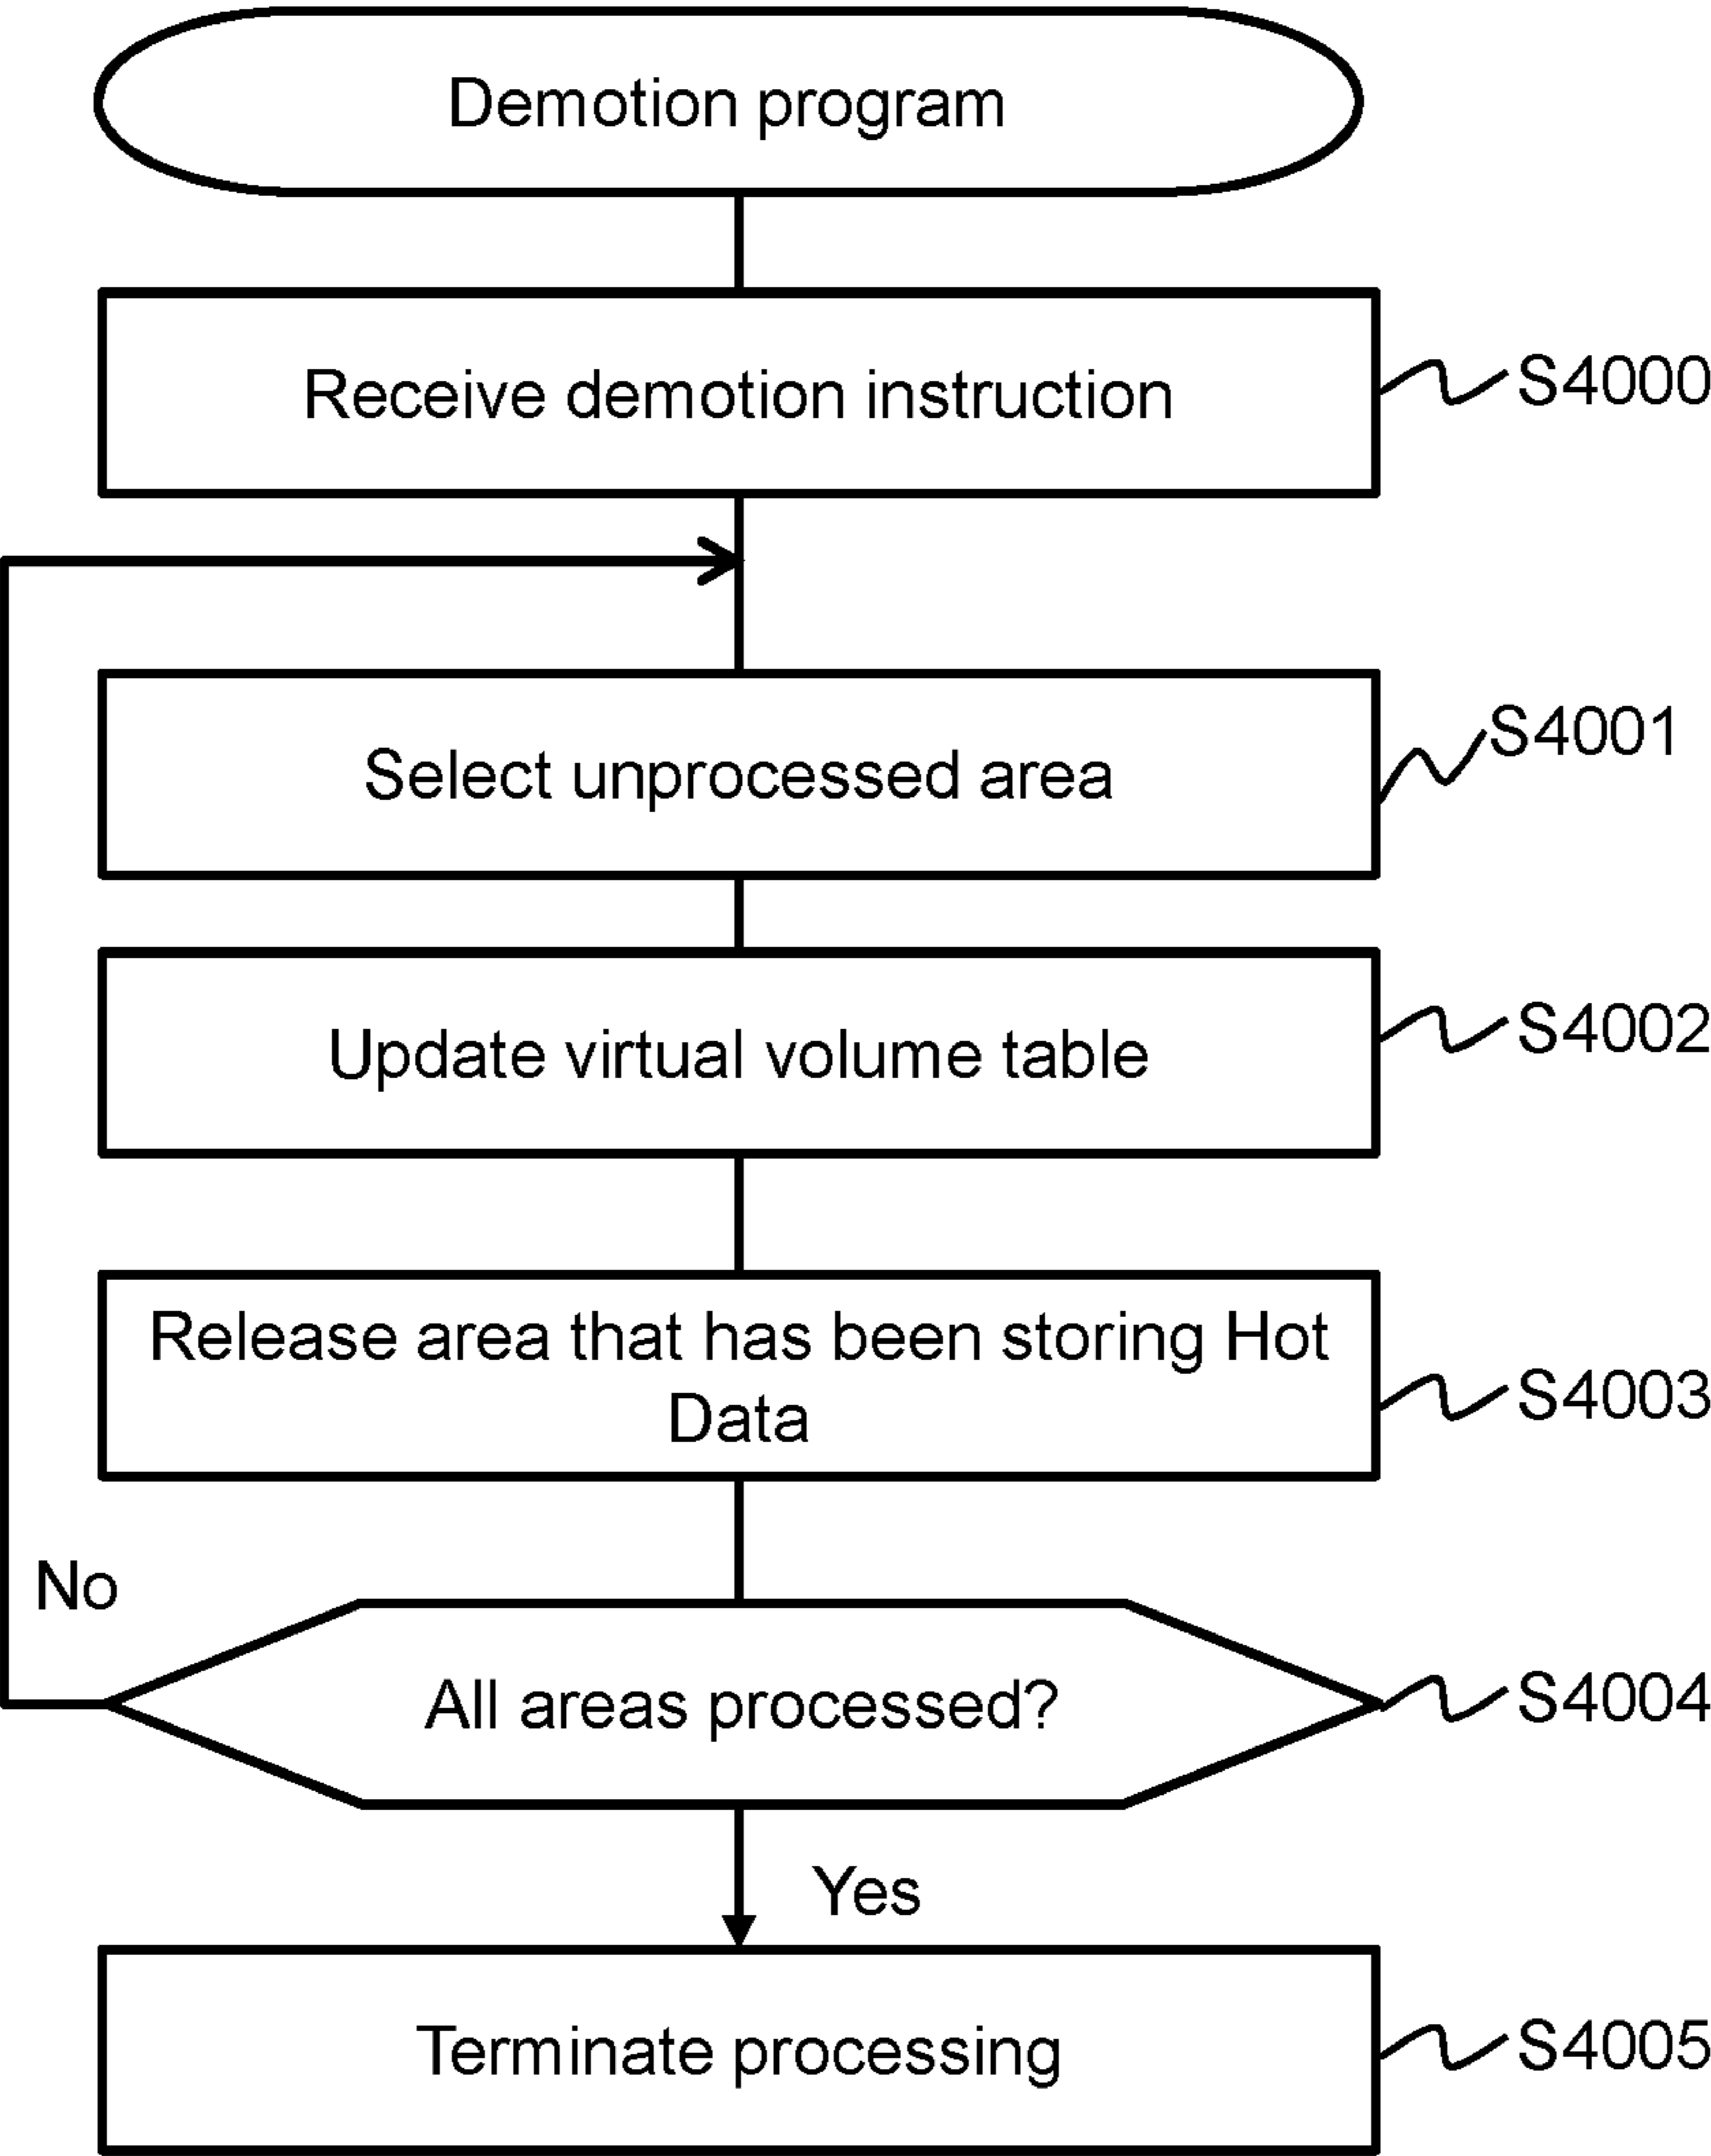 Demotion program
Receive demotion instruction
S4000
Select unprocessed area
S4001
Update virtual volume table
S4002
Release area that has been storing Hot
Data
S4003
No
All areas processed?
S4004
Yes
Terminate processing
S4005